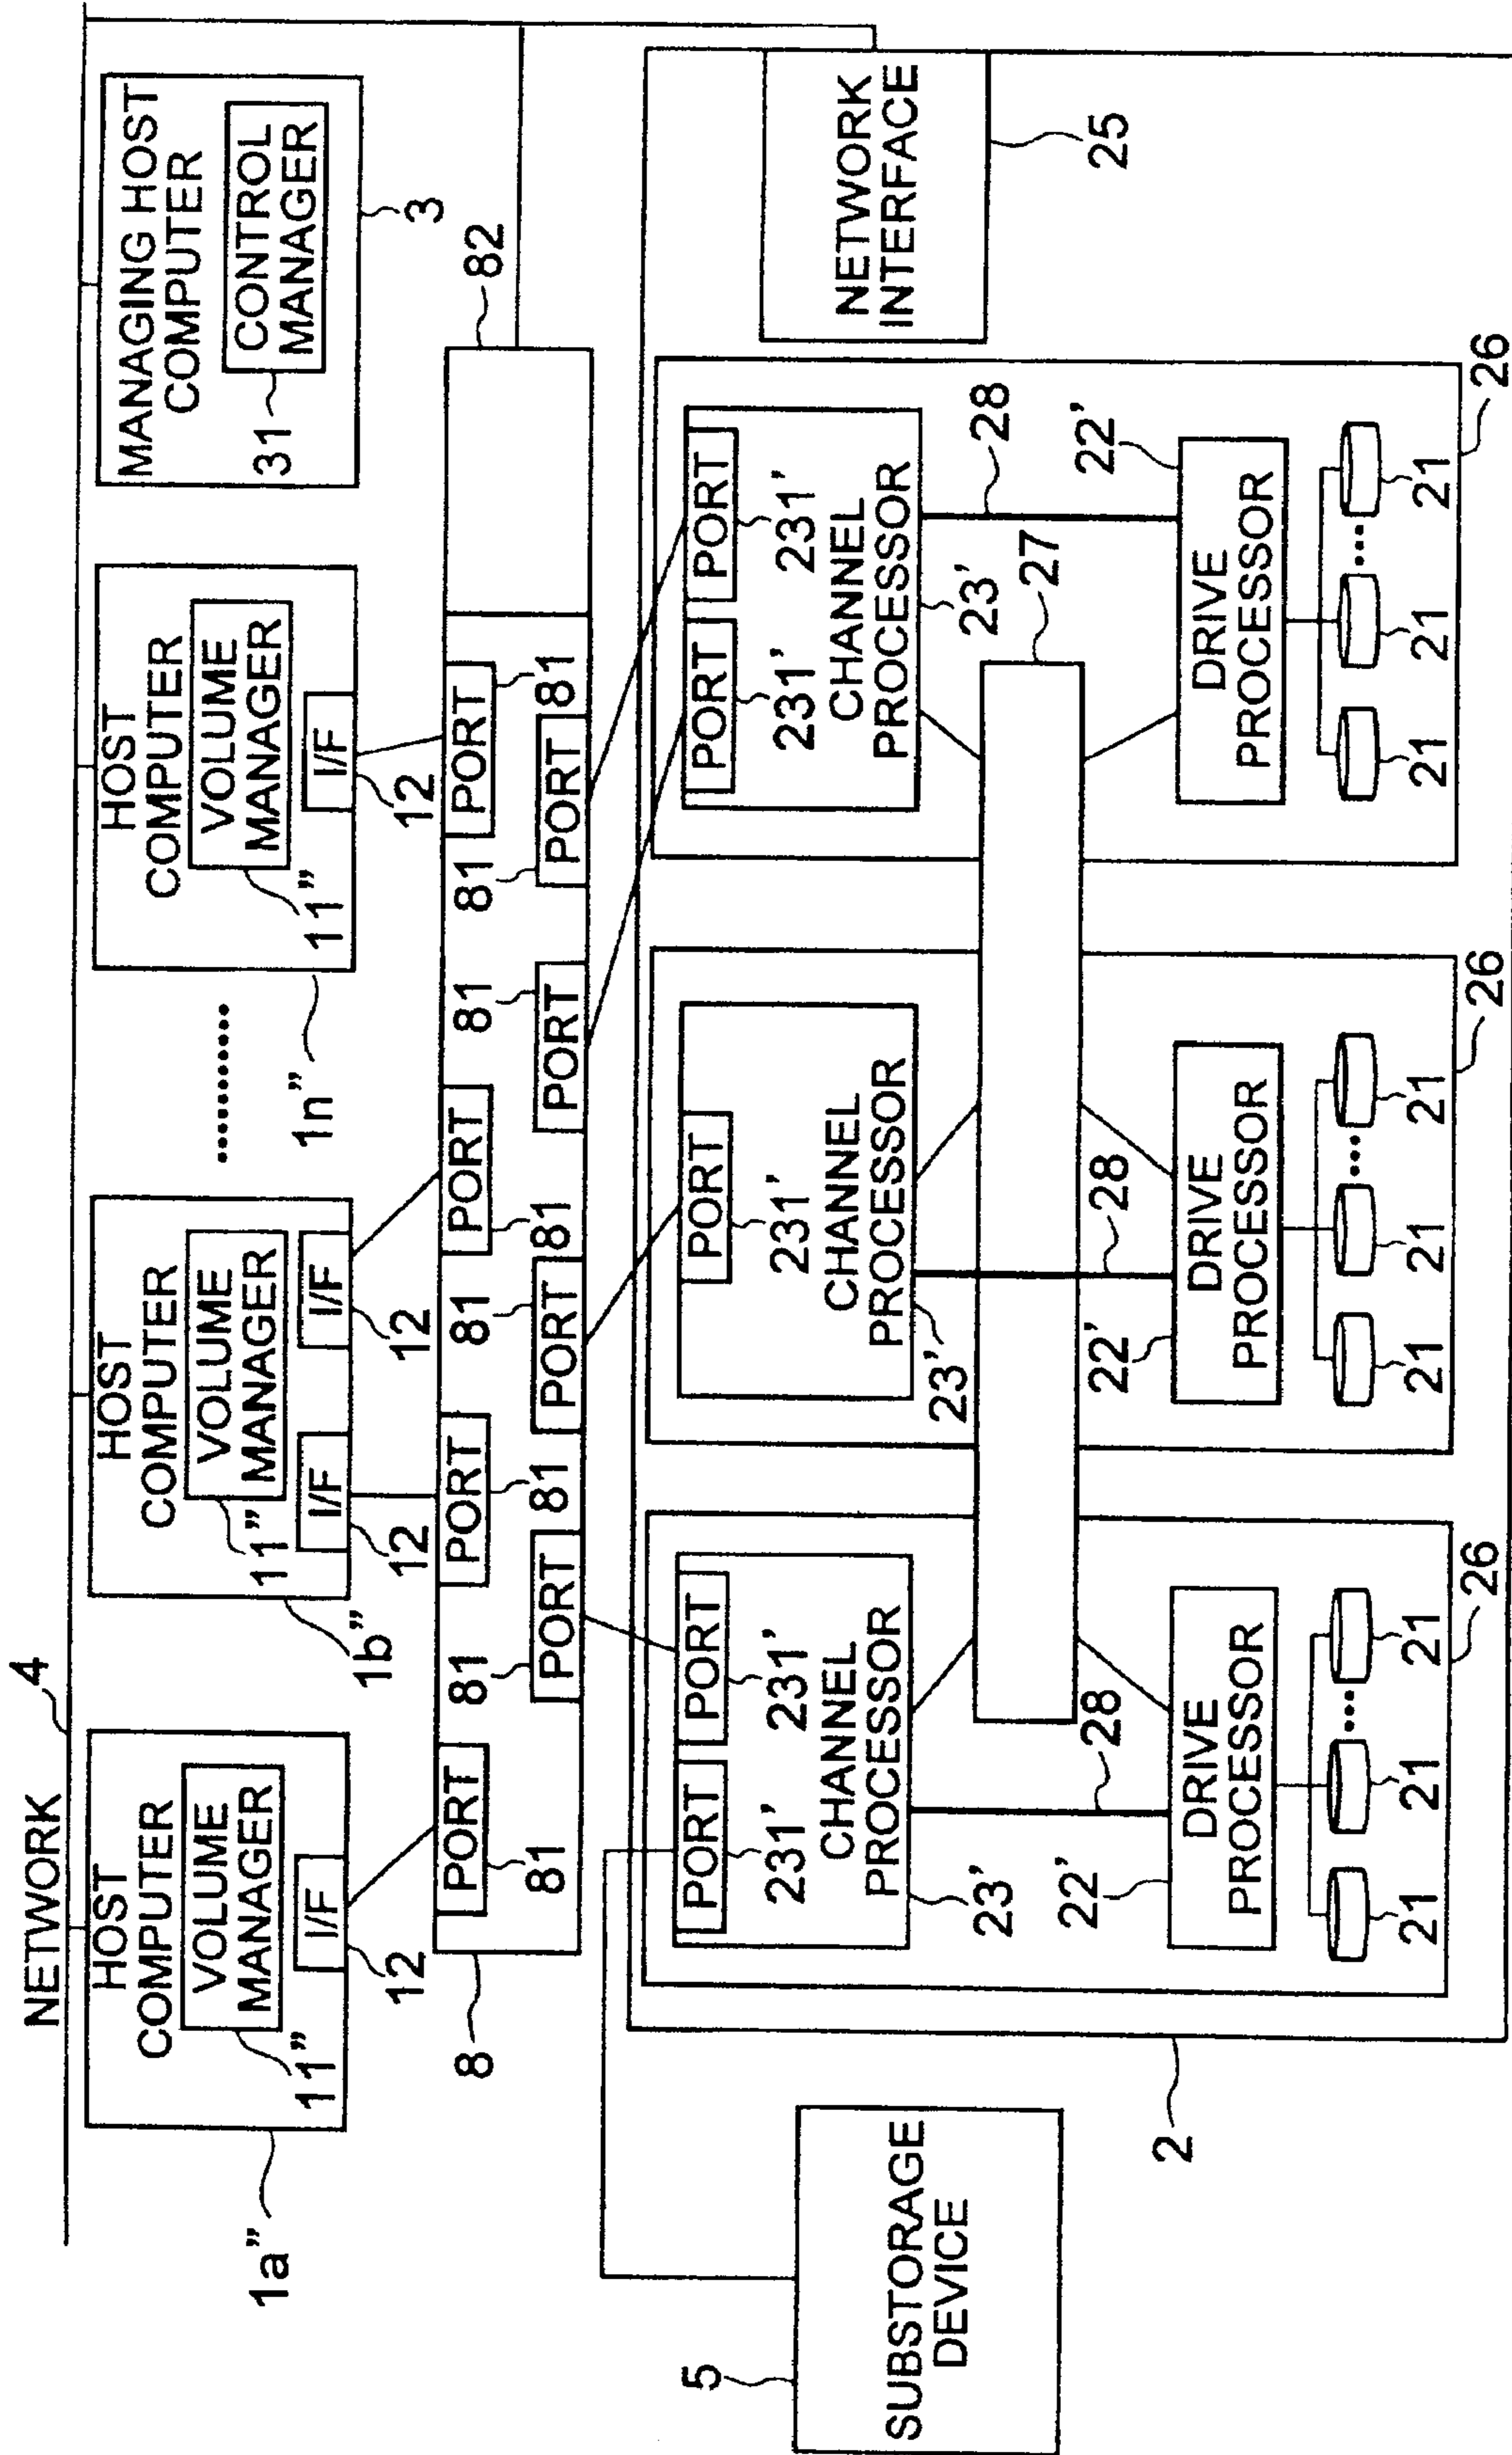 NETWORK
4
HOST
COMPUTER
VOLUME
MANAGER
11"
I/F
12
1a"
HOST
COMPUTER
VOLUME
MANAGER
11"
I/F
I/F
12
12
1b"
..........
HOST
COMPUTER
VOLUME
MANAGER
11"
I/F
12
1n"
MANAGING HOST
COMPUTER
CONTROL
MANAGER
31
3
PORT
81
PORT
81
PORT
81
PORT
81
81
PORT
81
PORT
81
PORT
81
PORT
82
8
SUBSTORAGE
DEVICE
5
2
PORT
PORT
231'
231'
CHANNEL
PROCESSOR
23'
28
22'
DRIVE
PROCESSOR
21
21
...
21
26
PORT
231'
CHANNEL
PROCESSOR
23'
28
22'
DRIVE
PROCESSOR
21
21
...
21
26
PORT
PORT
231'
231'
CHANNEL
PROCESSOR
23'
27
28
22'
DRIVE
PROCESSOR
21
21
...
21
26
NETWORK
INTERFACE
25